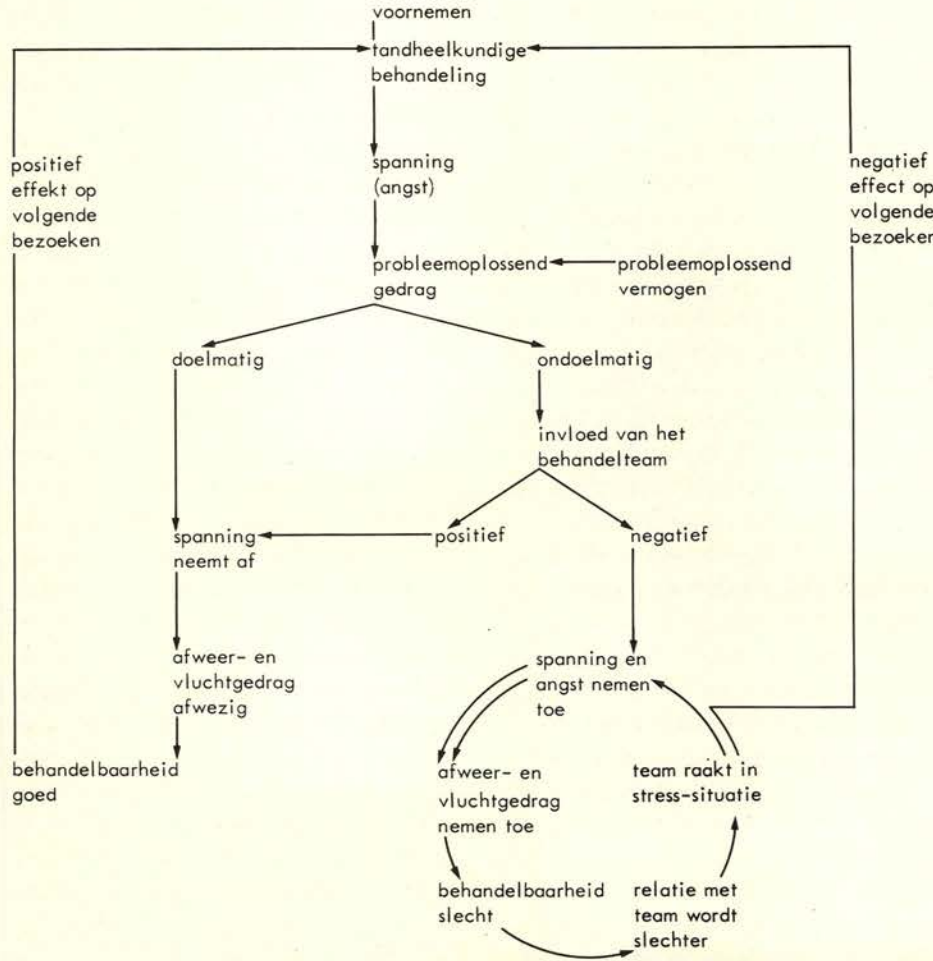 voornemen
tandheelkundige
behandeling
positief
effekt op
volgende
bezoeken
spanning
(angst)
negatief
effect op
volgende
bezoeken
probleemoplossend
gedrag
probleemoplossend
vermogen
doelmatig
ondoelmatig
invloed van het
behandelteam
spanning
neemt af
positief
negatief
afweer- en
vluchtgedrag
afwezig
spanning en
angst nemen
toe
behandelbaarheid
goed
afweer- en
vluchtgedrag
nemen toe
team raakt in
stress-situatie
behandelbaarheid
slecht
relatie met
team wordt
slechter